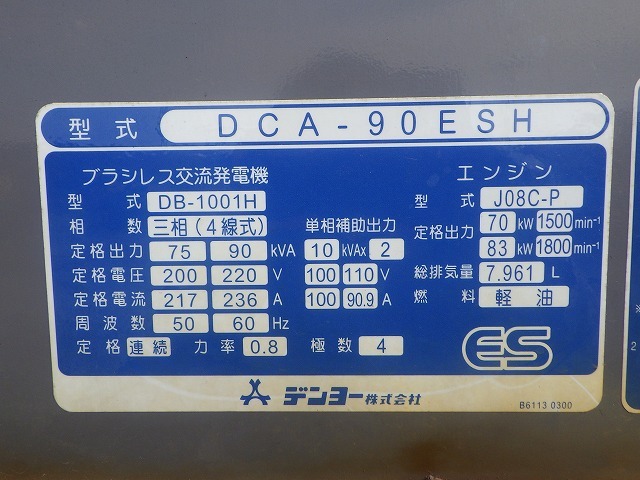 型式 DCA-90ESH
ブラシレス交流発電機
型式 DB-1001H
相数 三相(4線式) 単相補助出力
定格出力 75 90 kVA 10 kVA× 2
定格電圧 200 220 V 100 110 V
定格電流 217 236 A 100 90.9 A
周波数 50 60 Hz
定格 連続 力率 0.8 極数 4
エンジン
型式 J08C-P
定格出力 70 kW 1500 min⁻¹
83 kW 1800 min⁻¹
総排気量 7.961 L
燃料 軽油
ES
デンヨー株式会社
B6113 0300
※
2